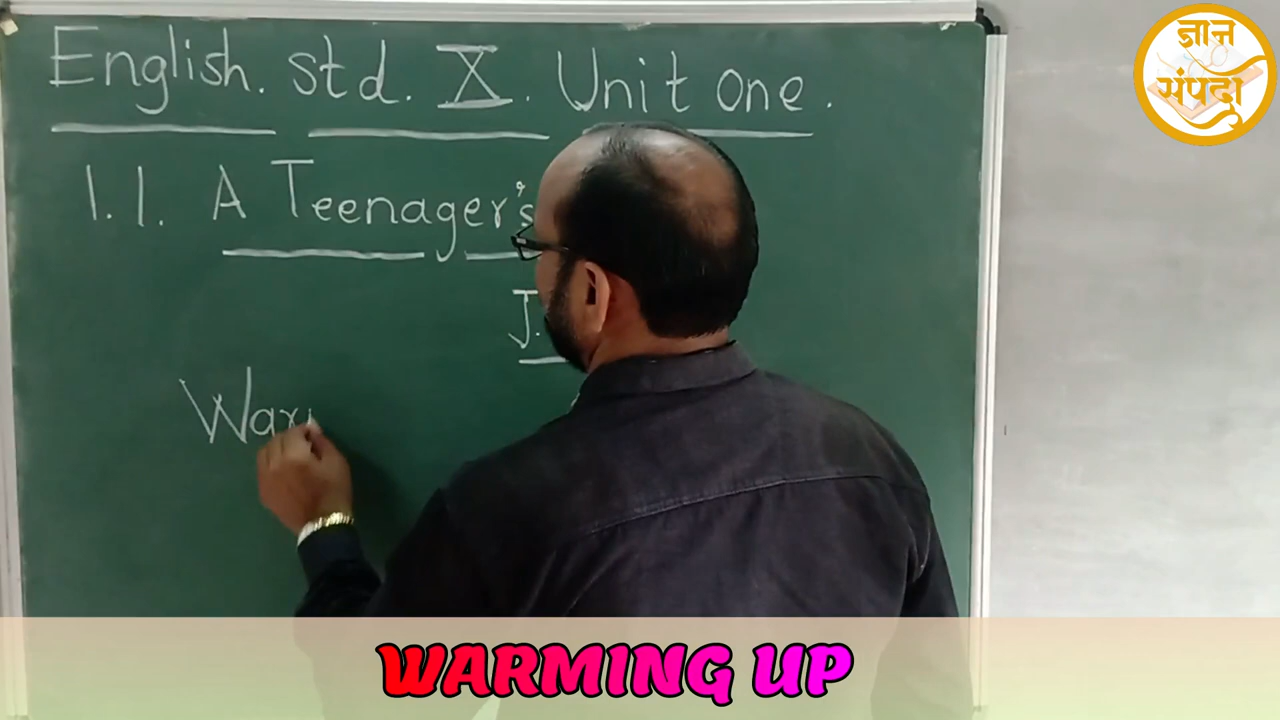 English. Std. X. Unit one.
1.1. A Teenager's
J.
War
WARMING UP
ज्ञान
संपदा